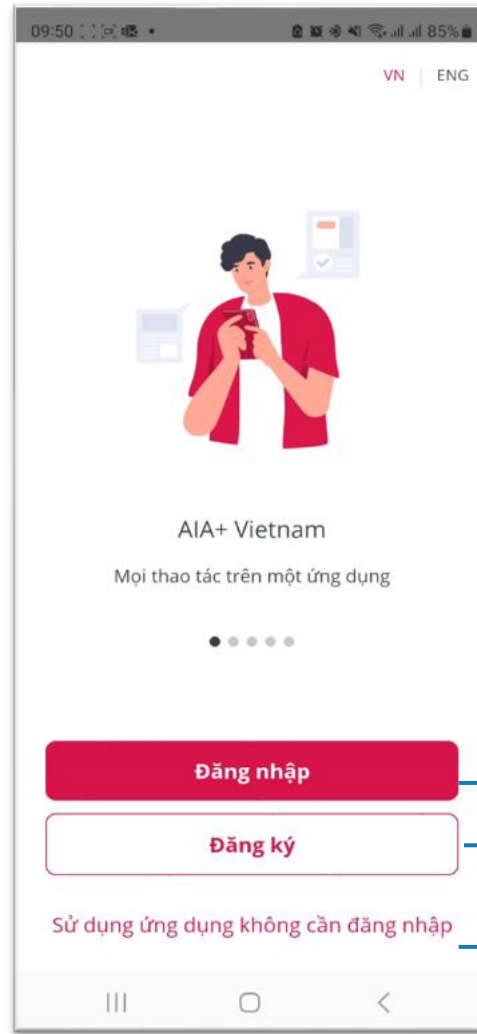 09:50
85%
VN | ENG
AIA+ Vietnam
Mọi thao tác trên một ứng dụng
Đăng nhập
Đăng ký
Sử dụng ứng dụng không cần đăng nhập